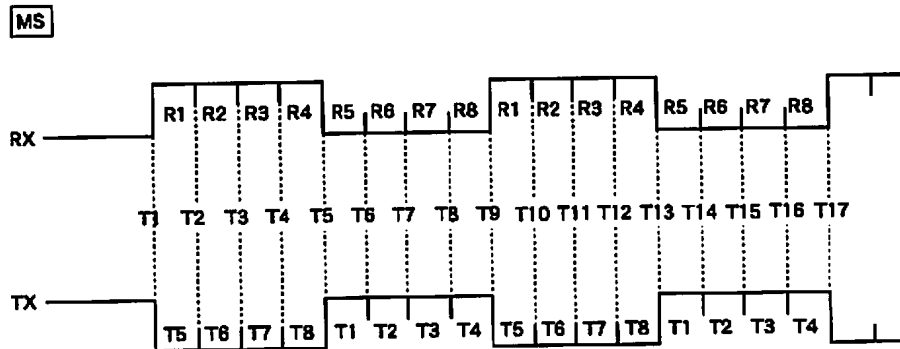 MS
R1 R2 R3 R4 R5 R6 R7 R8 R1 R2 R3 R4 R5 R6 R7 R8
RX
T1 T2 T3 T4 T5 T6 T7 T8 T9 T10 T11 T12 T13 T14 T15 T16 T17
TX
T5 T6 T7 T8 T1 T2 T3 T4 T5 T6 T7 T8 T1 T2 T3 T4